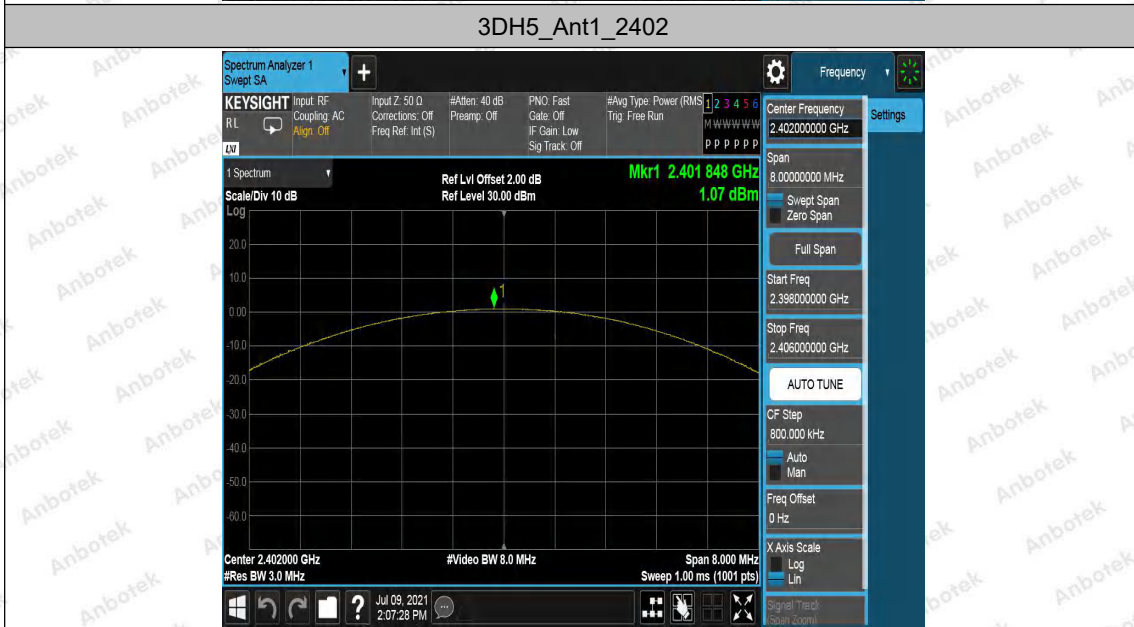 3DH5_Ant1_2402
Spectrum Analyzer 1
Swept SA
Frequency
KEYSIGHT
RL
LXI
Input: RF
Coupling: AC
Align: Off
Input Z: 50 Ω
Corrections: Off
Freq Ref: Int (S)
#Atten: 40 dB
Preamp: Off
PNO: Fast
Gate: Off
IF Gain: Low
Sig Track: Off
#Avg Type: Power (RMS
Trig: Free Run
1 2 3 4 5 6
M W W W W W
P P P P P P
Settings
Center Frequency
2.402000000 GHz
Span
8.00000000 MHz
Swept Span
Zero Span
Full Span
Start Freq
2.398000000 GHz
Stop Freq
2.406000000 GHz
AUTO TUNE
CF Step
800.000 kHz
Auto
Man
Freq Offset
0 Hz
X Axis Scale
Log
Lin
Signal Track
(Span Zoom)
1 Spectrum
Scale/Div 10 dB
Log
Ref Lvl Offset 2.00 dB
Ref Level 30.00 dBm
Mkr1 2.401 848 GHz
1.07 dBm
1
20.0
10.0
0.00
-10.0
-20.0
-30.0
-40.0
-50.0
-60.0
Center 2.402000 GHz
#Res BW 3.0 MHz
#Video BW 8.0 MHz
Span 8.000 MHz
Sweep 1.00 ms (1001 pts)
Jul 09, 2021
2:07:28 PM
Anbotek